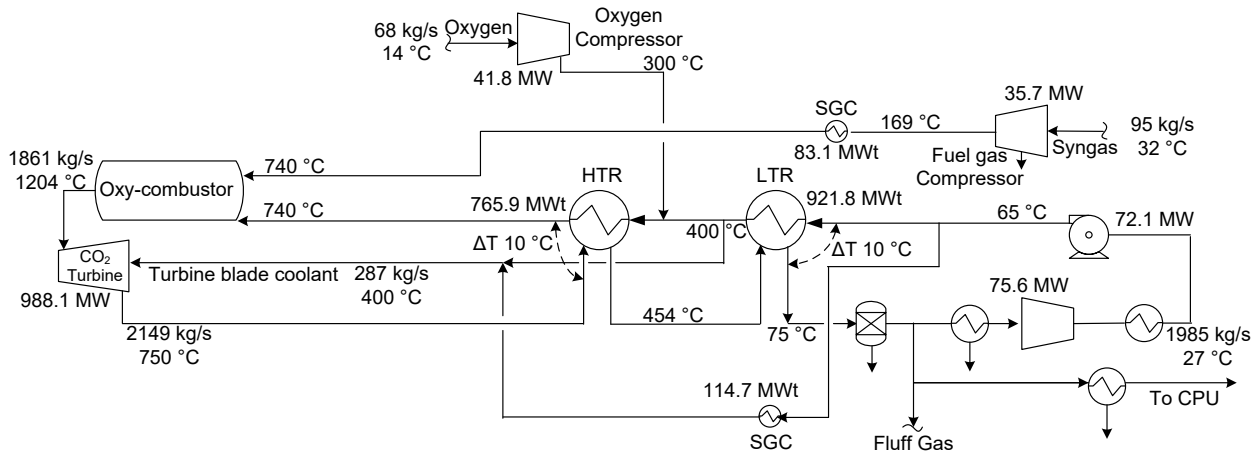 68 kg/s
14 °C
Oxygen
Oxygen
Compressor
41.8 MW
300 °C
35.7 MW
SGC
169 °C
83.1 MWt
Fuel gas
Compressor
Syngas
95 kg/s
32 °C
1861 kg/s
1204 °C
Oxy-combustor
740 °C
740 °C
HTR
765.9 MWt
LTR
921.8 MWt
400 °C
65 °C
72.1 MW
ΔT 10 °C
ΔT 10 °C
CO2
Turbine
988.1 MW
Turbine blade coolant
287 kg/s
400 °C
2149 kg/s
750 °C
454 °C
75 °C
75.6 MW
1985 kg/s
27 °C
114.7 MWt
SGC
Fluff Gas
To CPU